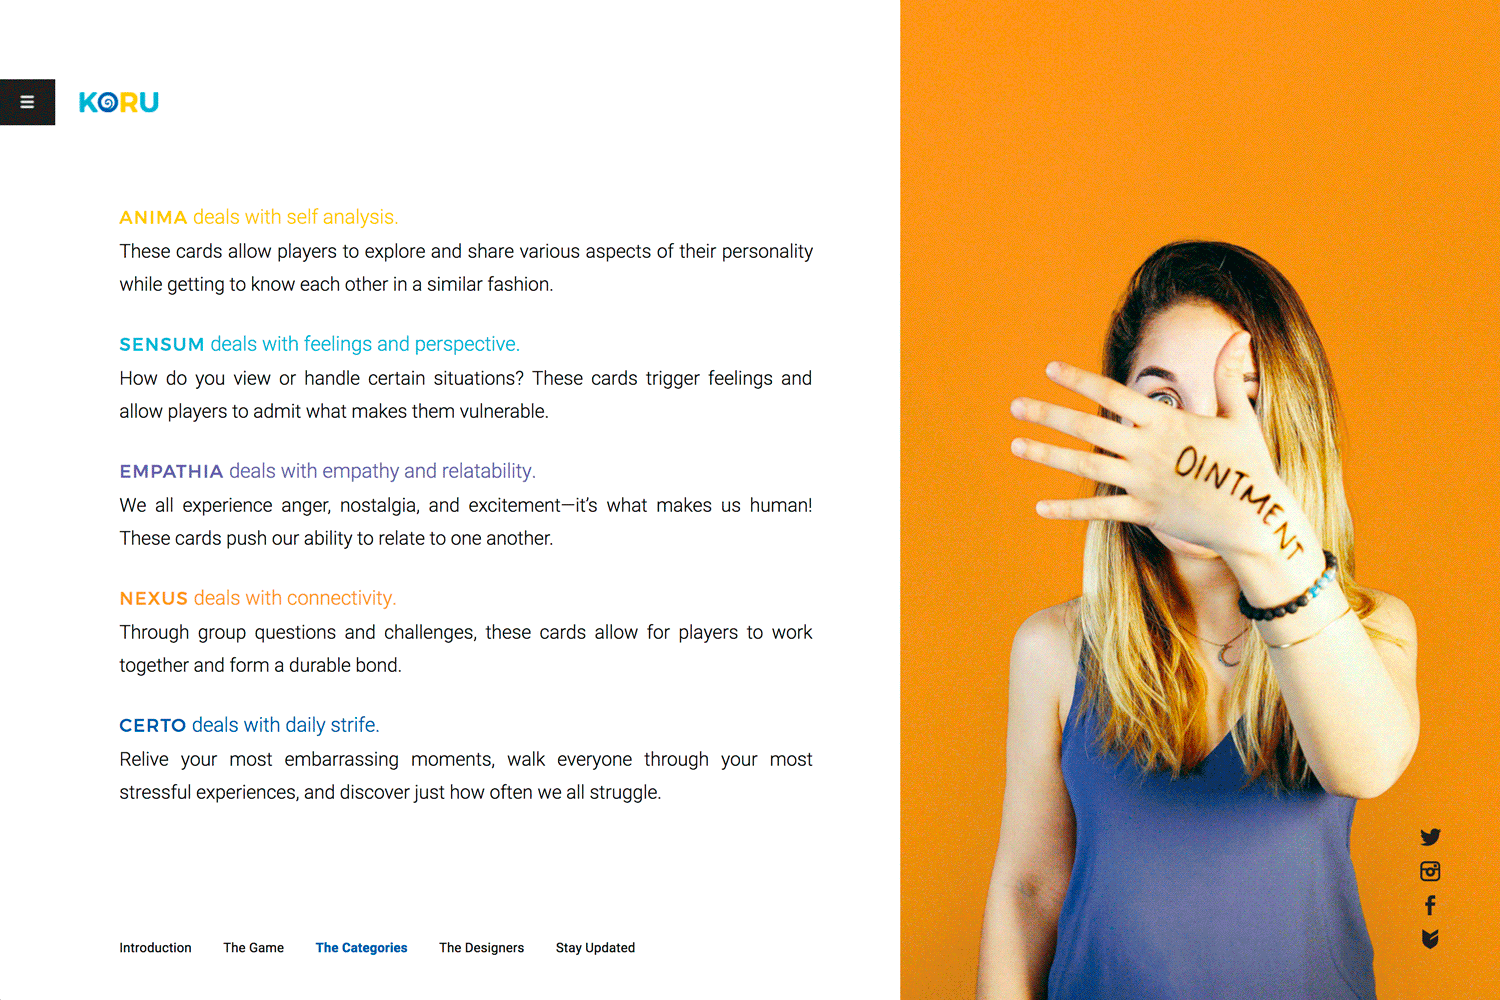 KORU
ANIMA deals with self analysis.
These cards allow players to explore and share various aspects of their personality
while getting to know each other in a similar fashion.
SENSUM deals with feelings and perspective.
How do you view or handle certain situations? These cards trigger feelings and
allow players to admit what makes them vulnerable.
EMPATHIA deals with empathy and relatability.
We all experience anger, nostalgia, and excitement—it’s what makes us human!
These cards push our ability to relate to one another.
NEXUS deals with connectivity.
Through group questions and challenges, these cards allow for players to work
together and form a durable bond.
CERTO deals with daily strife.
Relive your most embarrassing moments, walk everyone through your most
stressful experiences, and discover just how often we all struggle.
Introduction The Game The Categories The Designers Stay Updated
OINTMENT